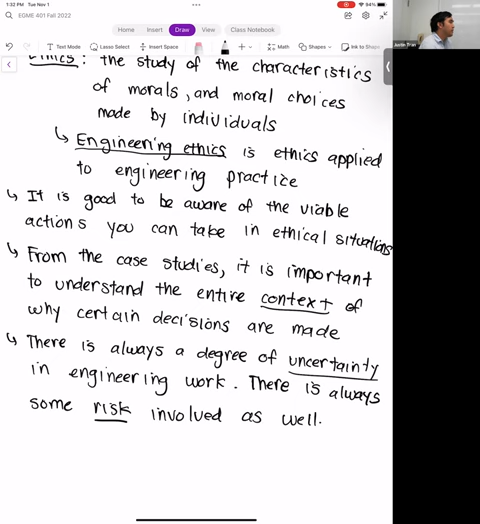 1:32 PM Tue Nov 1
94%
EGME 401 Fall 2022
Home Insert Draw View Class Notebook
Text Mode Lasso Select Insert Space Math Shapes Ink to Shape
Ethics: the study of the characteristics
of morals, and moral choices
made by individuals
↳ Engineering ethics is ethics applied
to engineering practice
↳ It is good to be aware of the viable
actions you can take in ethical situations
↳ From the case studies, it is important
to understand the entire context of
why certain decisions are made
↳ There is always a degree of uncertainty
in engineering work. There is always
some risk involved as well.
Justin Tran